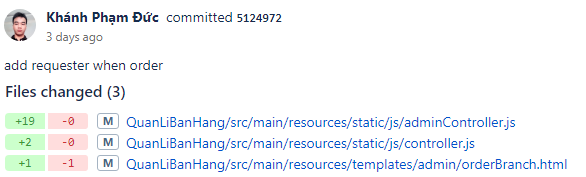 Khánh Phạm Đức committed 5124972
3 days ago
add requester when order
Files changed (3)
+19 -0 M QuanLiBanHang/src/main/resources/static/js/adminController.js
+2 -0 M QuanLiBanHang/src/main/resources/static/js/controller.js
+1 -1 M QuanLiBanHang/src/main/resources/templates/admin/orderBranch.html